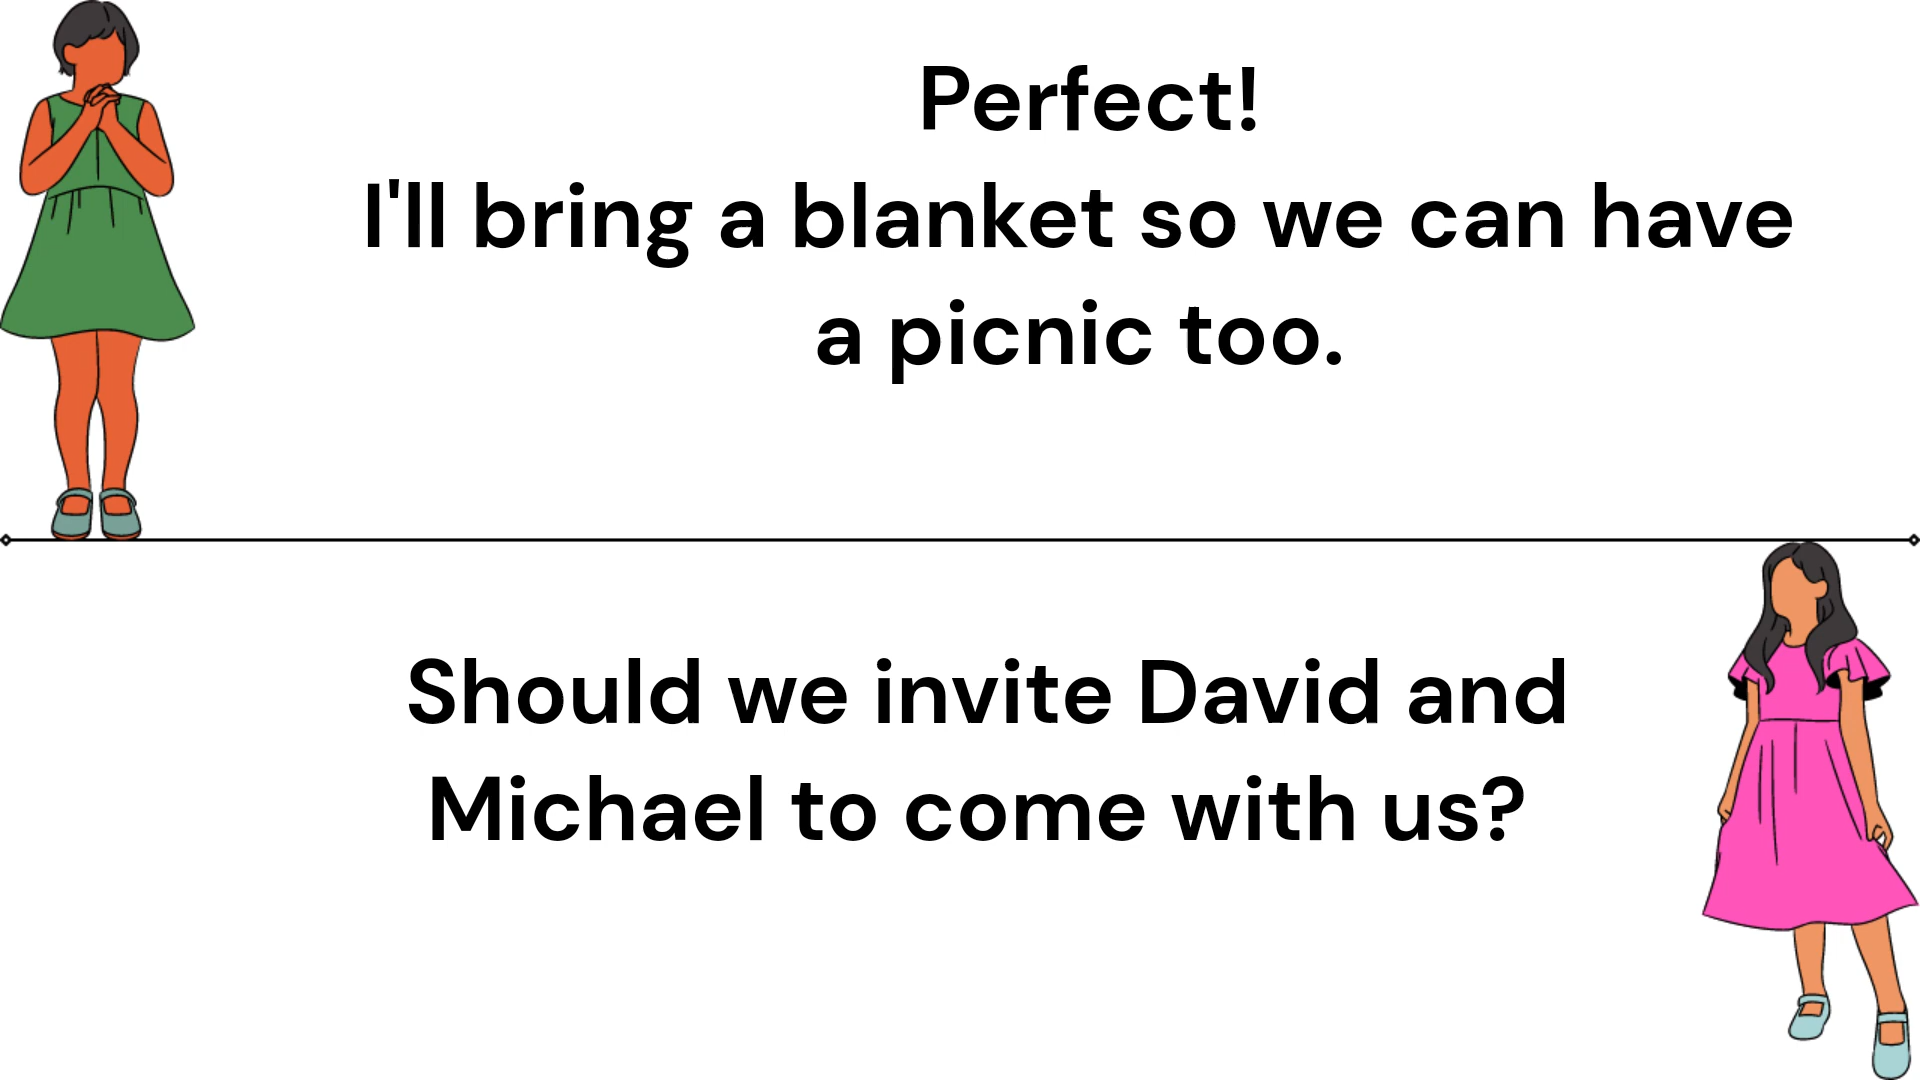 Perfect!
I'll bring a blanket so we can have
a picnic too.
Should we invite David and
Michael to come with us?